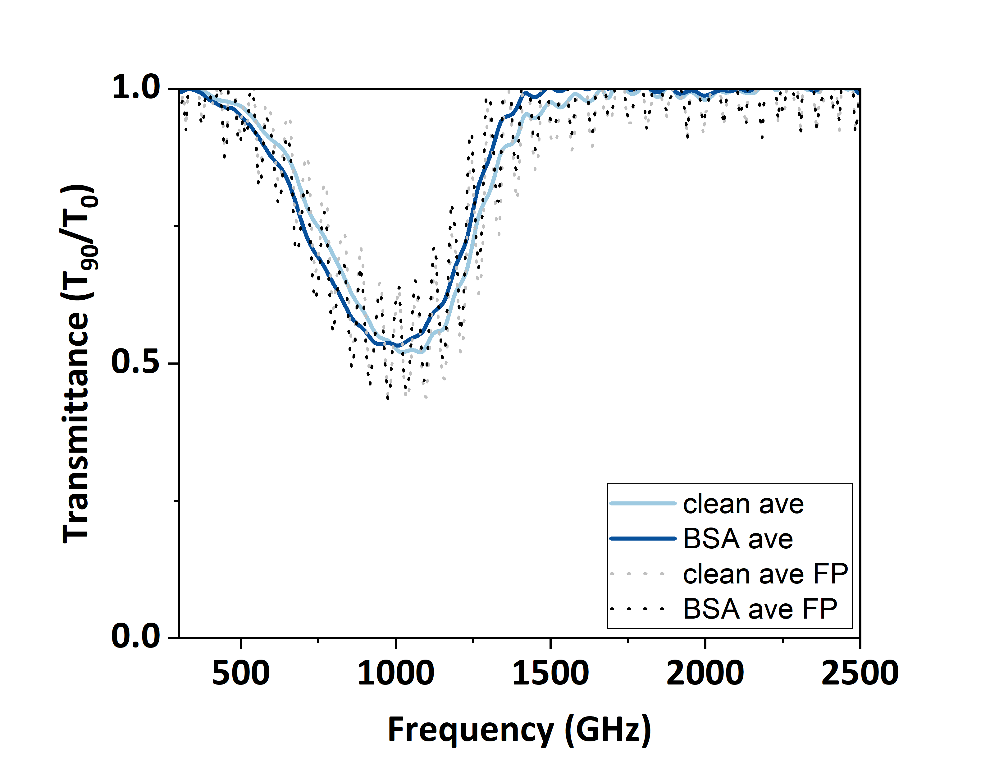 1.0
0.5
0.0
Transmittance (T90/T0)
clean ave
BSA ave
clean ave FP
BSA ave FP
500 1000 1500 2000 2500
Frequency (GHz)